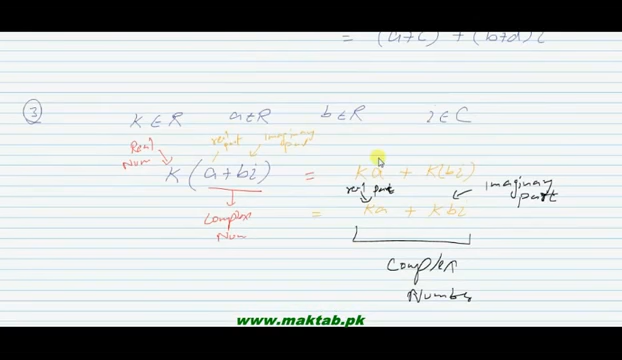 = (a+c) + (b+d)i
③
K ∈ R a ∈ R b ∈ R i ∈ C
Real Num real part imaginary part
K (a+bi) = Ka + K(bi)
real part imaginary part
Complex Num = Ka + Kbi
Complex
Number
www.maktab.pk